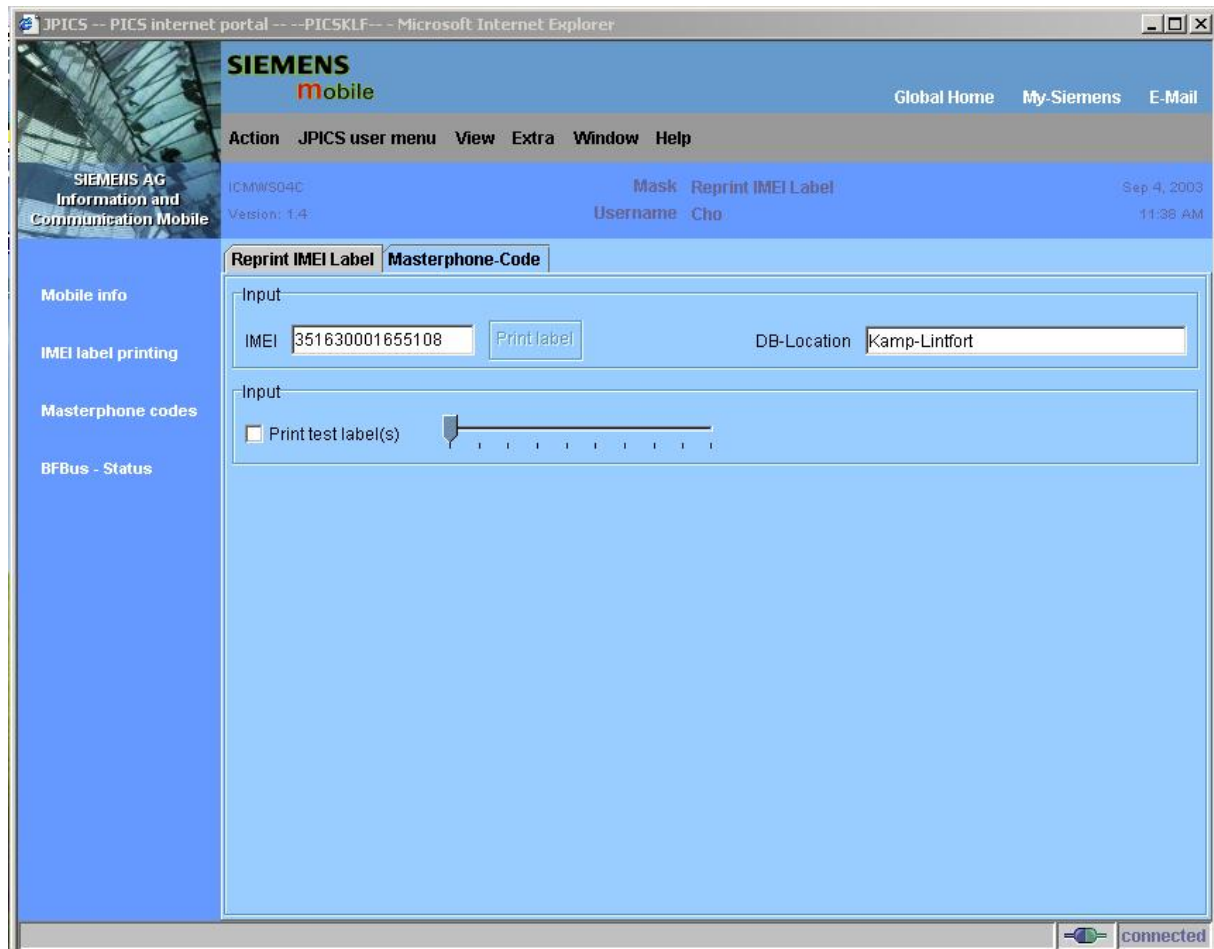 JPICS -- PICS internet portal -- --PICSKLF-- - Microsoft Internet Explorer
SIEMENS
mobile
Global Home My-Siemens E-Mail
Action JPICS user menu View Extra Window Help
SIEMENS AG
Information and
Communication Mobile
ICMWS04C Mask Reprint IMEI Label Sep 4, 2003
Version: 1.4 Username Cho 11:36 AM
Reprint IMEI Label Masterphone-Code
Mobile info
IMEI label printing
Masterphone codes
BFBus - Status
Input
IMEI 351630001655108 Print label DB-Location Kamp-Lintfort
Input
Print test label(s)
connected